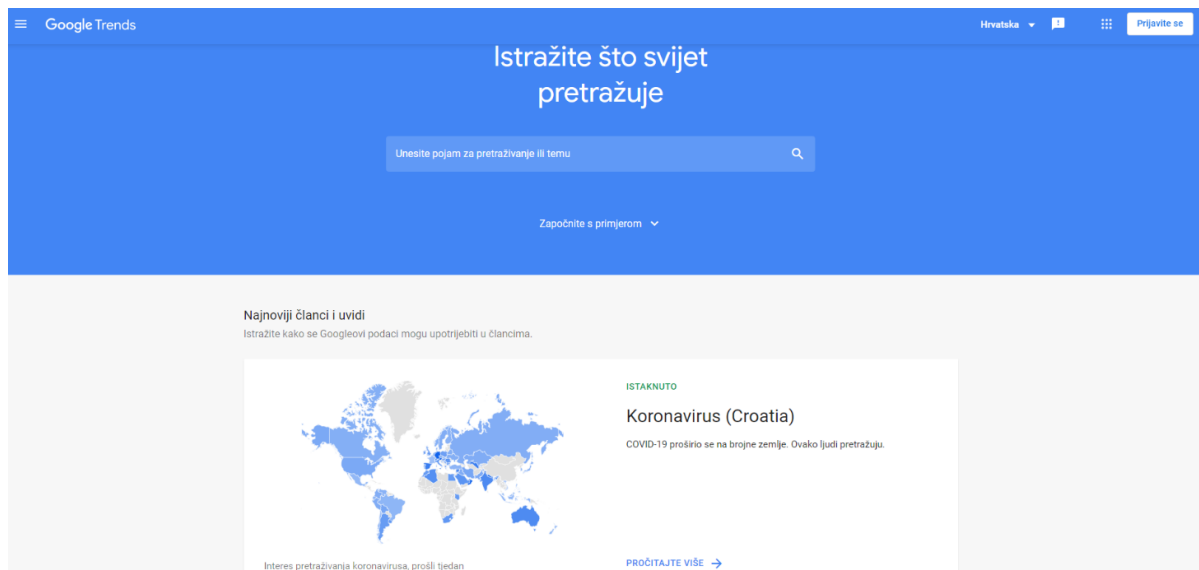 Google Trends
Hrvatska
Prijavite se
Istražite što svijet
pretražuje
Unesite pojam za pretraživanje ili temu
Započnite s primjerom
Najnoviji članci i uvidi
Istražite kako se Googleovi podaci mogu upotrijebiti u člancima.
ISTAKNUTO
Koronavirus (Croatia)
COVID-19 proširio se na brojne zemlje. Ovako ljudi pretražuju.
Interes pretraživanja koronavirusa, prošli tjedan
PROČITAJTE VIŠE